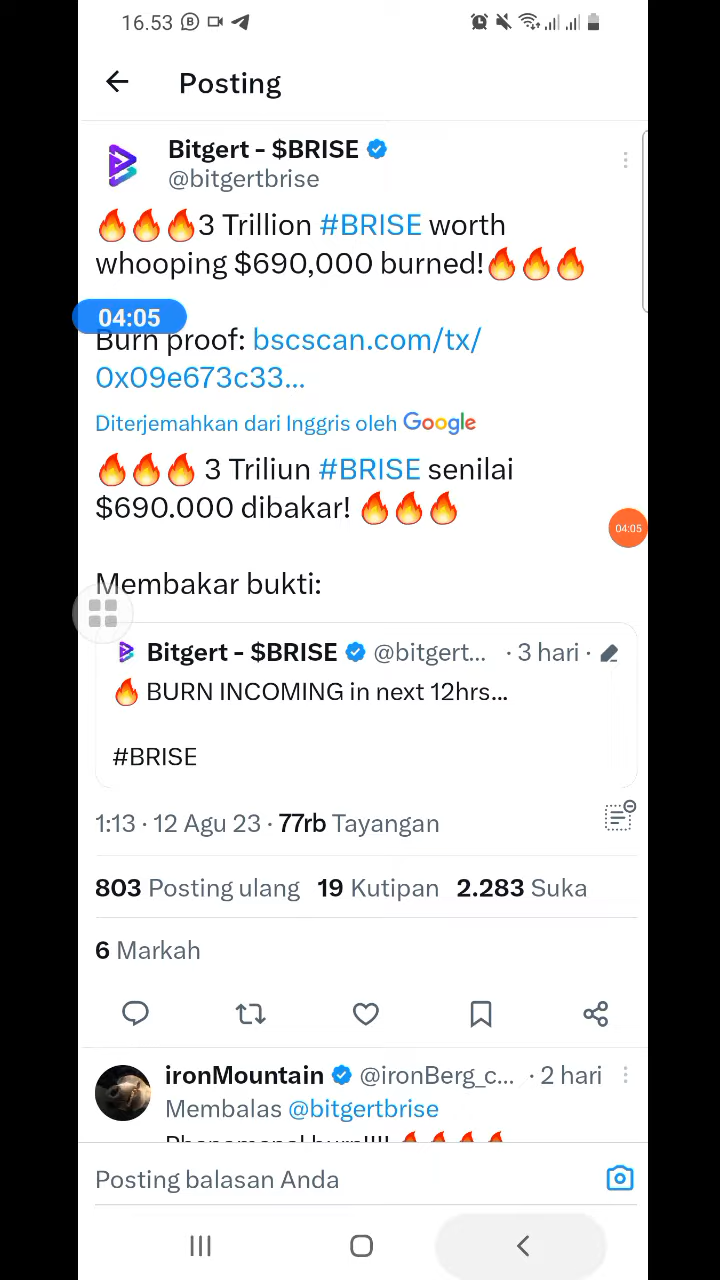 16.53
Posting
Bitgert - $BRISE
@bitgertbrise
🔥🔥🔥3 Trillion #BRISE worth
whooping $690,000 burned!🔥🔥🔥
04:05
Burn proof: bscscan.com/tx/
0x09e673c33...
Diterjemahkan dari Inggris oleh Google
🔥🔥🔥 3 Triliun #BRISE senilai
$690.000 dibakar! 🔥🔥🔥
04:05
Membakar bukti:
Bitgert - $BRISE @bitgert... · 3 hari ·
🔥 BURN INCOMING in next 12hrs...
#BRISE
1:13 · 12 Agu 23 · 77rb Tayangan
803 Posting ulang 19 Kutipan 2.283 Suka
6 Markah
ironMountain @ironBerg_c... · 2 hari
Membalas @bitgertbrise
Phenomenal burn!!!! 🔥🔥🔥🔥
Posting balasan Anda